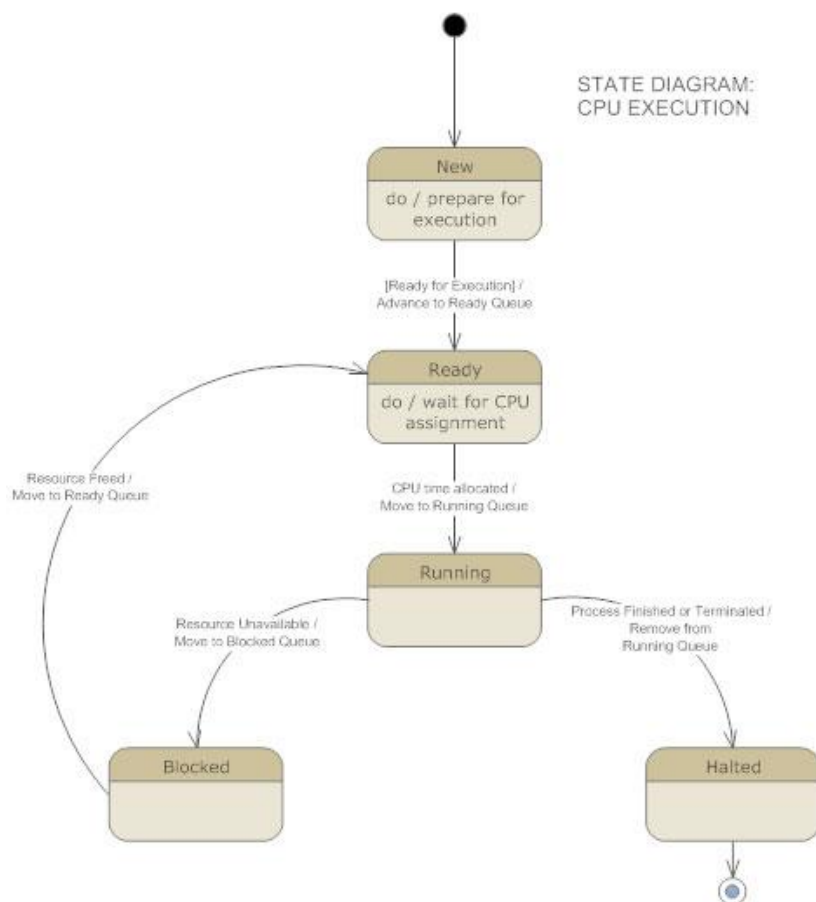 STATE DIAGRAM:
CPU EXECUTION
New
do / prepare for
execution
[Ready for Execution] /
Advance to Ready Queue
Ready
do / wait for CPU
assignment
Resource Freed /
Move to Ready Queue
CPU time allocated /
Move to Running Queue
Running
Resource Unavailable /
Move to Blocked Queue
Process Finished or Terminated /
Remove from
Running Queue
Blocked
Halted